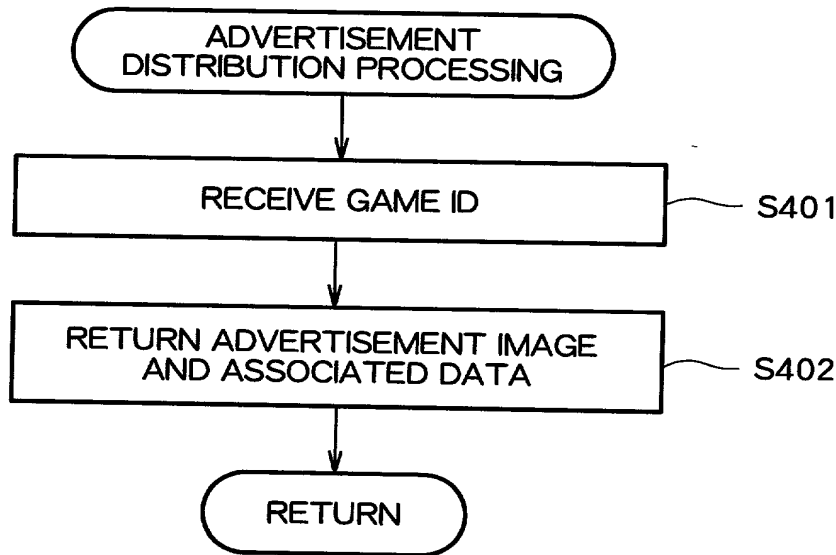 ADVERTISEMENT
DISTRIBUTION PROCESSING
RECEIVE GAME ID
S401
RETURN ADVERTISEMENT IMAGE
AND ASSOCIATED DATA
S402
RETURN